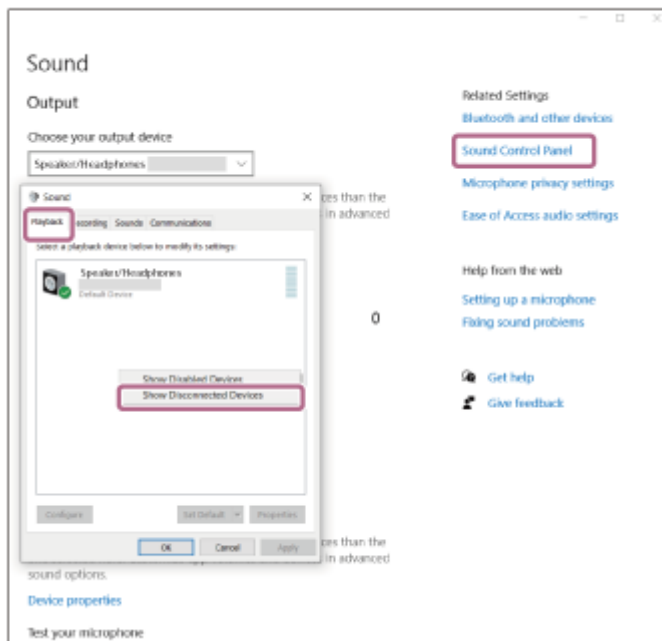 Sound
Output
Choose your output device
Speaker/Headphones
Sound
Playback
Recording
Sounds
Communications
Select a playback device below to modify its settings:
Speaker/Headphones
Default Device
Show Disabled Devices
Show Disconnected Devices
Configure
Set Default
Properties
OK
Cancel
Apply
ces than the
in advanced
0
ces than the
in advanced
sound options.
Device properties
Test your microphone
Related Settings
Bluetooth and other devices
Sound Control Panel
Microphone privacy settings
Ease of Access audio settings
Help from the web
Setting up a microphone
Fixing sound problems
Get help
Give feedback